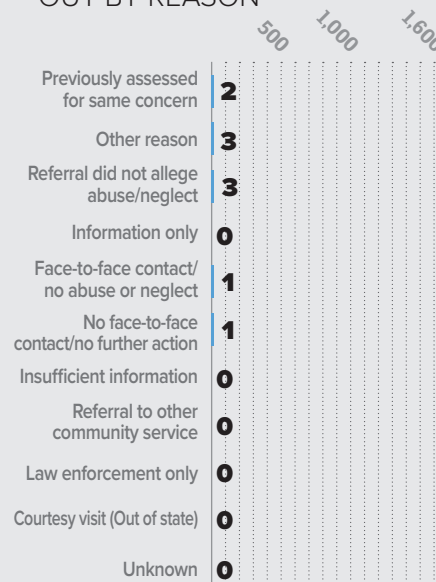 OUT BY REASON
500
1,000
1,600
Previously assessed
for same concern
2
Other reason
3
Referral did not allege
abuse/neglect
3
Information only
0
Face-to-face contact/
no abuse or neglect
1
No face-to-face
contact/no further action
1
Insufficient information
0
Referral to other
community service
0
Law enforcement only
0
Courtesy visit (Out of state)
0
Unknown
0